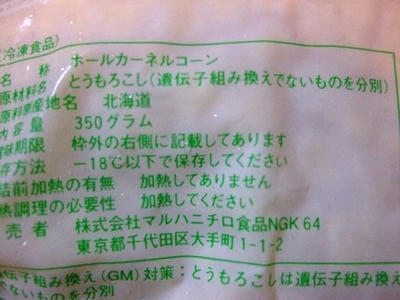 冷凍食品)
名 称 ホールカーネルコーン
原材料名 とうもろこし(遺伝子組み換えでないものを分別)
原料原産地名 北海道
内容量 350グラム
賞味期限 枠外の右側に記載してあります
存方法 −18℃以下で保存してください
結前加熱の有無 加熱してありません
熱調理の必要性 加熱してください
売者 株式会社マルハニチロ食品NGK64
東京都千代田区大手町1-1-2
伝子組み換え(GM)対策:とうもろこしは遺伝子組み換え
でないものを分別